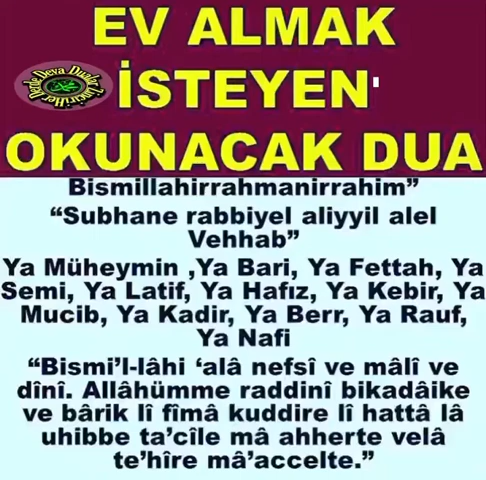 EV ALMAK
İSTEYEN
OKUNACAK DUA
Bismillahirrahmanirrahim”
“Subhane rabbiyel aliyyil alel
Vehhab”
Ya Müheymin ,Ya Bari, Ya Fettah, Ya
Semi, Ya Latif, Ya Hafız, Ya Kebir, Ya
Mucib, Ya Kadir, Ya Berr, Ya Rauf,
Ya Nafi
“Bismi’l-lâhi ‘alâ nefsî ve mâlî ve
dînî. Allâhümme raddinî bikadâike
ve bârik lî fîmâ kuddire lî hattâ lâ
uhibbe ta’cîle mâ ahherte velâ
te’hîre mâ’accelte.”